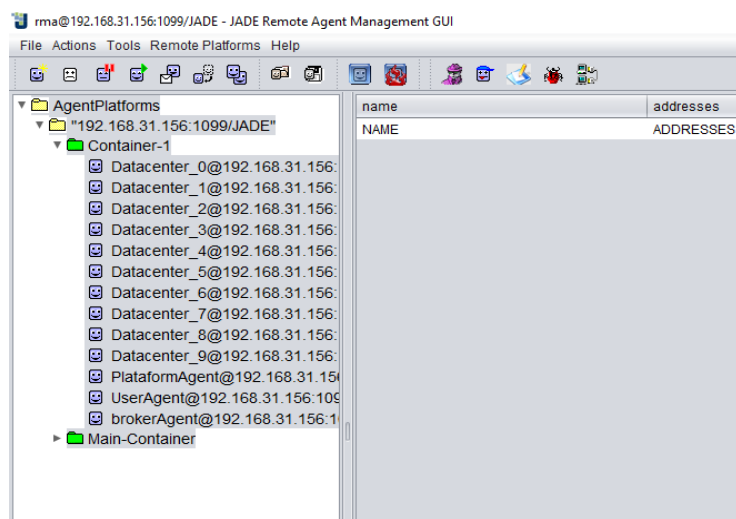 rma@192.168.31.156:1099/JADE - JADE Remote Agent Management GUI
File Actions Tools Remote Platforms Help
AgentPlatforms
"192.168.31.156:1099/JADE"
Container-1
Datacenter_0@192.168.31.156:
Datacenter_1@192.168.31.156:
Datacenter_2@192.168.31.156:
Datacenter_3@192.168.31.156:
Datacenter_4@192.168.31.156:
Datacenter_5@192.168.31.156:
Datacenter_6@192.168.31.156:
Datacenter_7@192.168.31.156:
Datacenter_8@192.168.31.156:
Datacenter_9@192.168.31.156:
PlataformAgent@192.168.31.15
UserAgent@192.168.31.156:109
brokerAgent@192.168.31.156:1
Main-Container
name addresses
NAME ADDRESSES